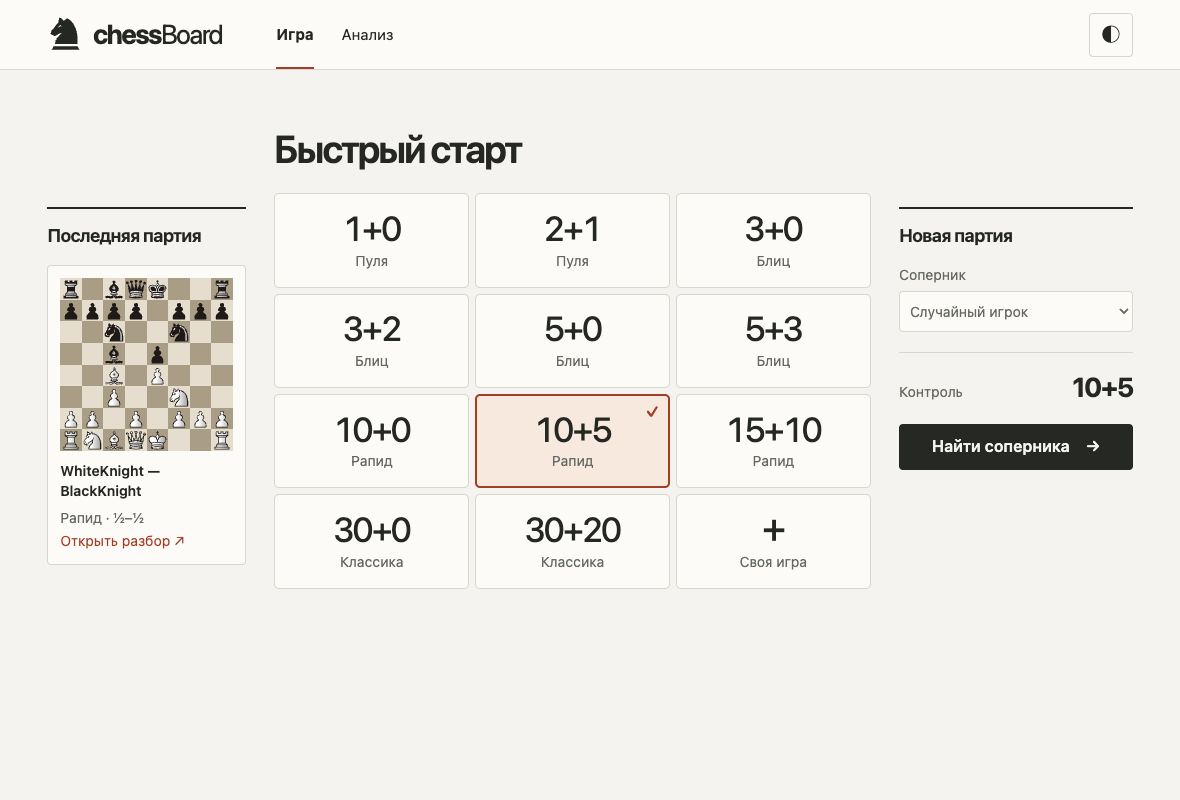 chessBoard
Игра
Анализ
Быстрый старт
Последняя партия
WhiteKnight —
BlackKnight
Рапид · ½–½
Открыть разбор ↗
1+0
Пуля
2+1
Пуля
3+0
Блиц
3+2
Блиц
5+0
Блиц
5+3
Блиц
10+0
Рапид
10+5
Рапид
15+10
Рапид
30+0
Классика
30+20
Классика
+
Своя игра
Новая партия
Соперник
Случайный игрок
Контроль 10+5
Найти соперника →